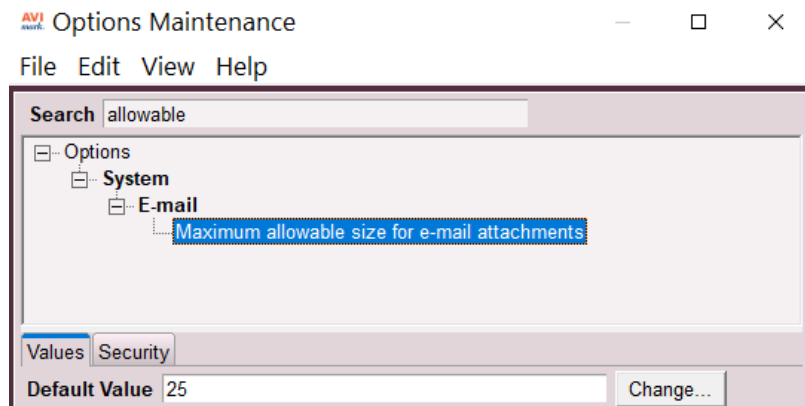 AVI mark. Options Maintenance
File Edit View Help
Search allowable
Options
System
E-mail
Maximum allowable size for e-mail attachments
Values Security
Default Value 25 Change...